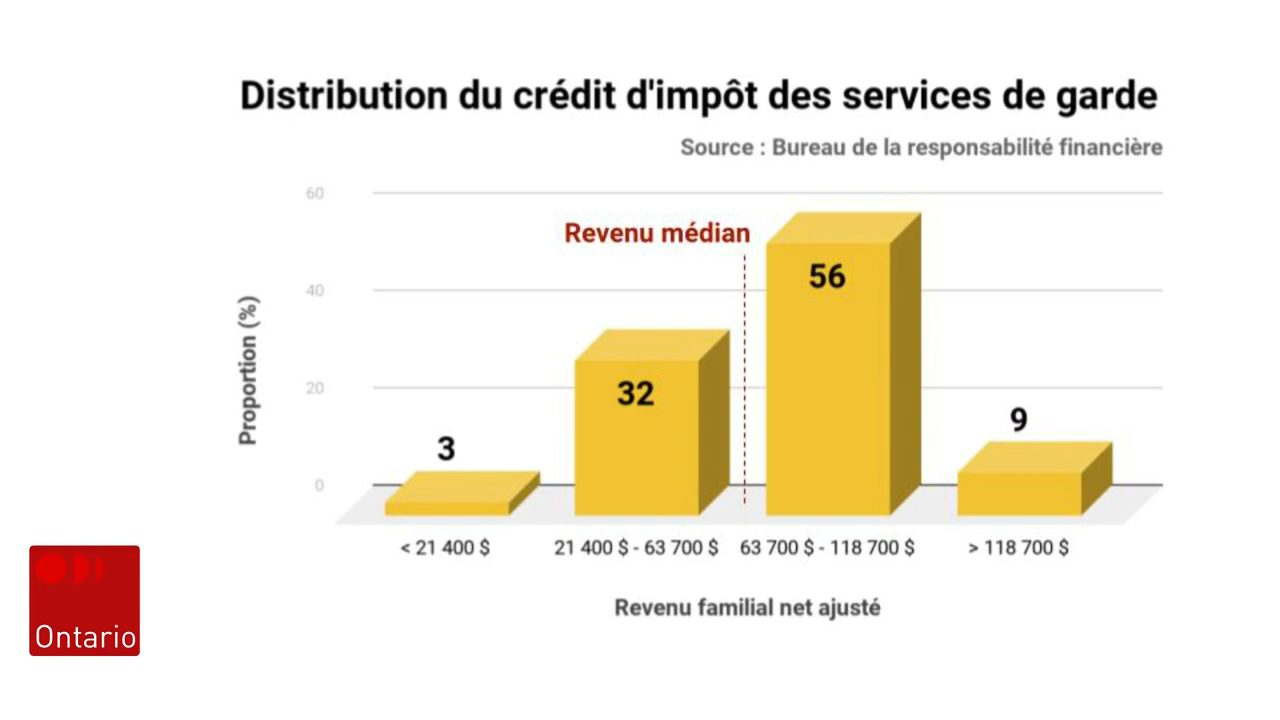 Distribution du crédit d'impôt des services de garde
Source : Bureau de la responsabilité financière
60
Revenu médian
56
40
32
20
9
3
0
Proportion (%)
< 21 400 $ 21 400 $ - 63 700 $ 63 700 $ - 118 700 $ > 118 700 $
Revenu familial net ajusté
Ontario